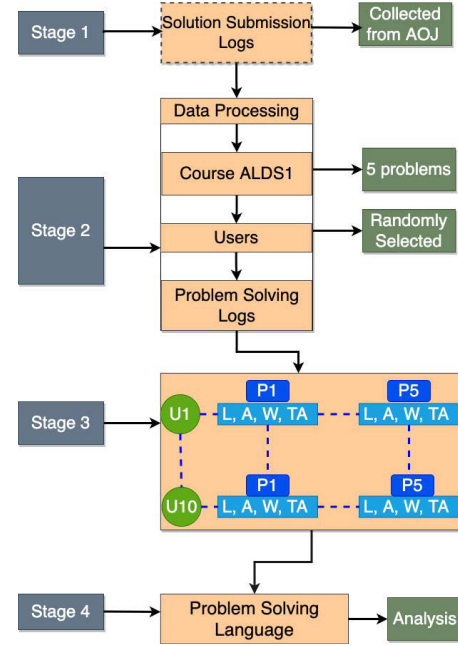 Stage 1
Solution Submission
Logs
Collected
from AOJ
Data Processing
Course ALDS1
5 problems
Stage 2
Users
Randomly
Selected
Problem Solving
Logs
Stage 3
U1
P1
L, A, W, TA
P5
L, A, W, TA
U10
P1
L, A, W, TA
P5
L, A, W, TA
Stage 4
Problem Solving
Language
Analysis